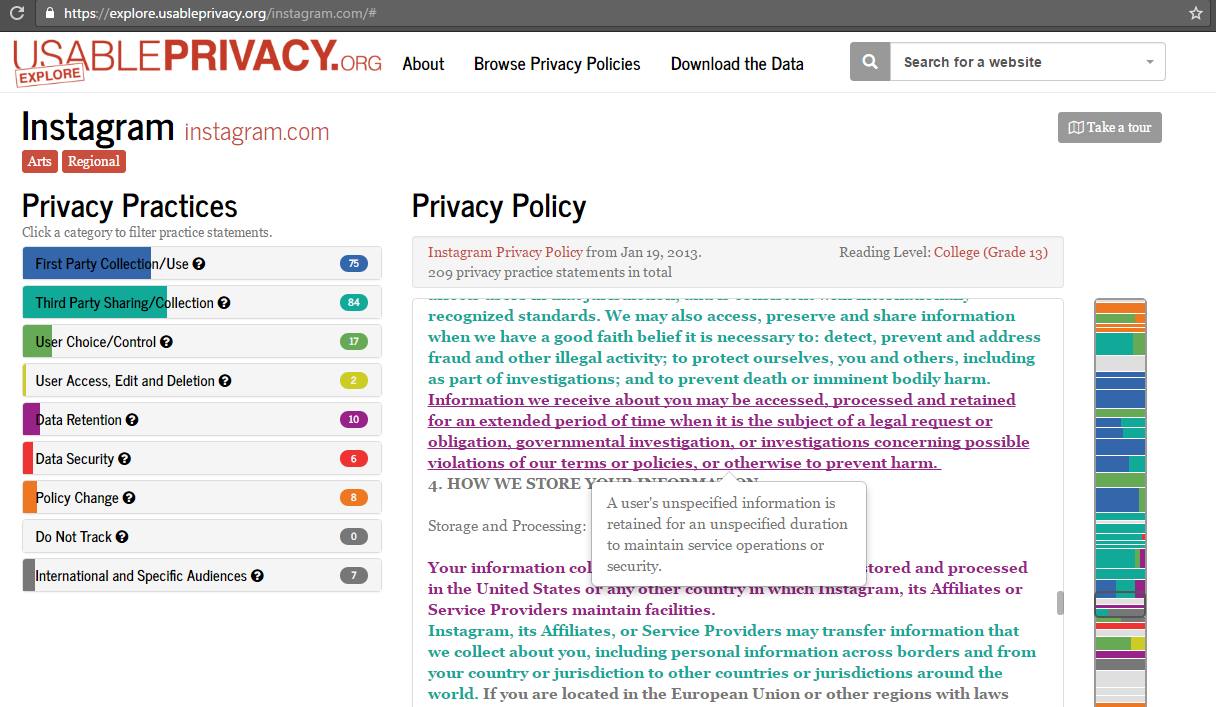 https://explore.usableprivacy.org/instagram.com/#
USABLEPRIVACY.ORG
EXPLORE
About
Browse Privacy Policies
Download the Data
Search for a website
Instagram instagram.com
Take a tour
Arts
Regional
Privacy Practices
Click a category to filter practice statements.
First Party Collection/Use ? 75
Third Party Sharing/Collection ? 84
User Choice/Control ? 17
User Access, Edit and Deletion ? 2
Data Retention ? 10
Data Security ? 6
Policy Change ? 8
Do Not Track ? 0
International and Specific Audiences ? 7
Privacy Policy
Instagram Privacy Policy from Jan 19, 2013.
Reading Level: College (Grade 13)
209 privacy practice statements in total
recognized standards. We may also access, preserve and share information
when we have a good faith belief it is necessary to: detect, prevent and address
fraud and other illegal activity; to protect ourselves, you and others, including
as part of investigations; and to prevent death or imminent bodily harm.
Information we receive about you may be accessed, processed and retained
for an extended period of time when it is the subject of a legal request or
obligation, governmental investigation, or investigations concerning possible
violations of our terms or policies, or otherwise to prevent harm.
4. HOW WE STORE YOUR INFORMATION
Storage and Processing:
A user's unspecified information is
retained for an unspecified duration
to maintain service operations or
security.
Your information stored and processed
in the United States or any other country in which Instagram, its Affiliates or
Service Providers maintain facilities.
Instagram, its Affiliates, or Service Providers may transfer information that
we collect about you, including personal information across borders and from
your country or jurisdiction to other countries or jurisdictions around the
world. If you are located in the European Union or other regions with laws